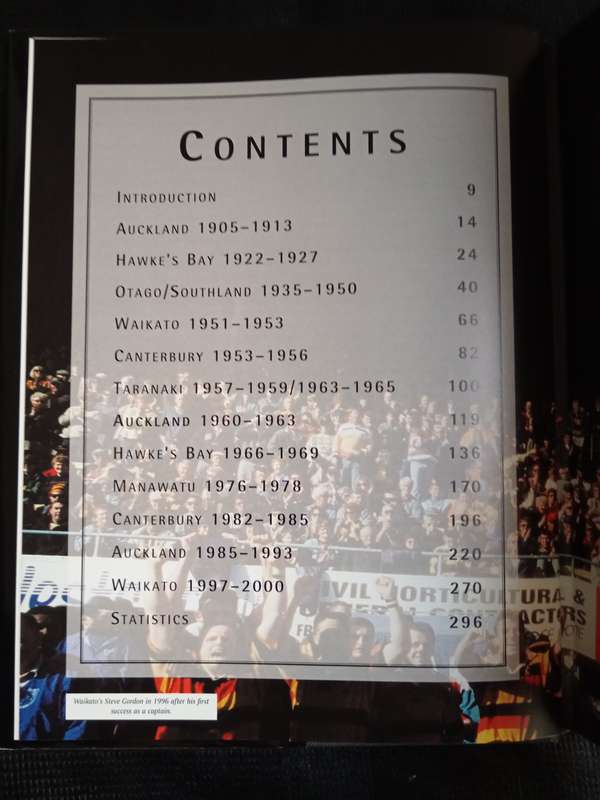 CONTENTS
INTRODUCTION 9
AUCKLAND 1905–1913 14
HAWKE'S BAY 1922–1927 24
OTAGO/SOUTHLAND 1935–1950 40
WAIKATO 1951–1953 66
CANTERBURY 1953–1956 82
TARANAKI 1957–1959/1963–1965 100
AUCKLAND 1960–1963 119
HAWKE'S BAY 1966–1969 136
MANAWATU 1976–1978 170
CANTERBURY 1982–1985 196
AUCKLAND 1985–1993 220
WAIKATO 1997–2000 270
IVIL HORTICULTURA &
STATISTICS 296
Waikato's Steve Gordon in 1996 after his first
success as a captain.